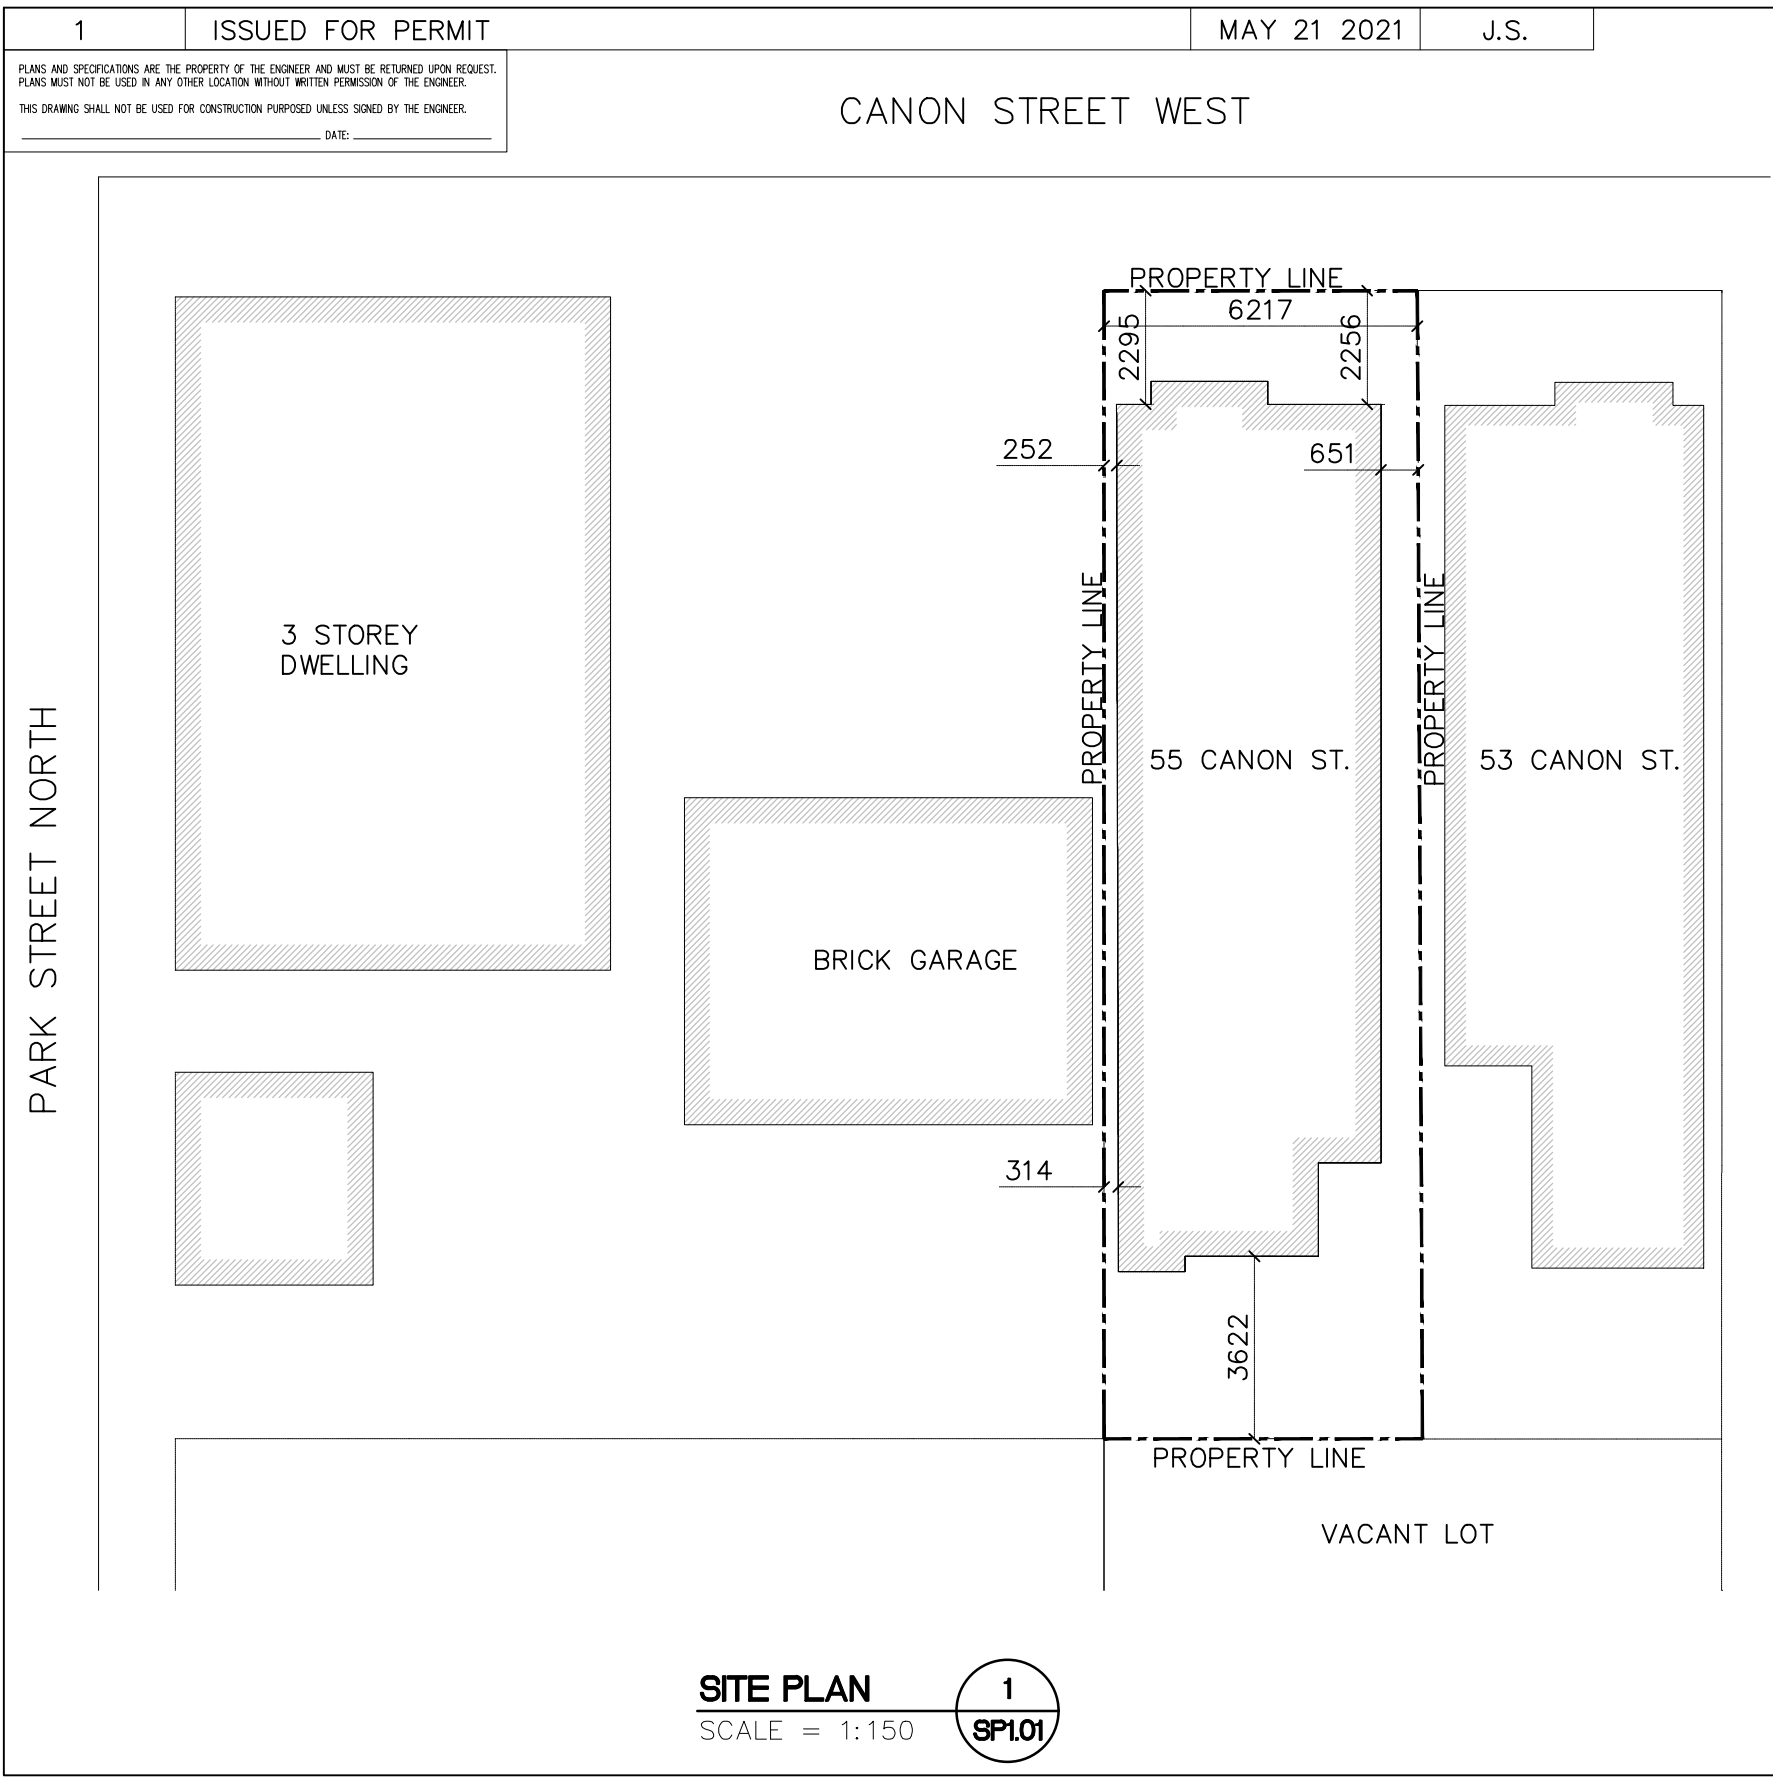 1 ISSUED FOR PERMIT MAY 21 2021 J.S.
PLANS AND SPECIFICATIONS ARE THE PROPERTY OF THE ENGINEER AND MUST BE RETURNED UPON REQUEST.
PLANS MUST NOT BE USED IN ANY OTHER LOCATION WITHOUT WRITTEN PERMISSION OF THE ENGINEER.
THIS DRAWING SHALL NOT BE USED FOR CONSTRUCTION PURPOSED UNLESS SIGNED BY THE ENGINEER.
DATE:
CANON STREET WEST
PARK STREET NORTH
PROPERTY LINE
6217
2295
2256
252
651
3 STOREY
DWELLING
PROPERTY LINE
PROPERTY LINE
55 CANON ST.
53 CANON ST.
BRICK GARAGE
314
3622
PROPERTY LINE
VACANT LOT
SITE PLAN
SCALE = 1:150
1
SP1.01